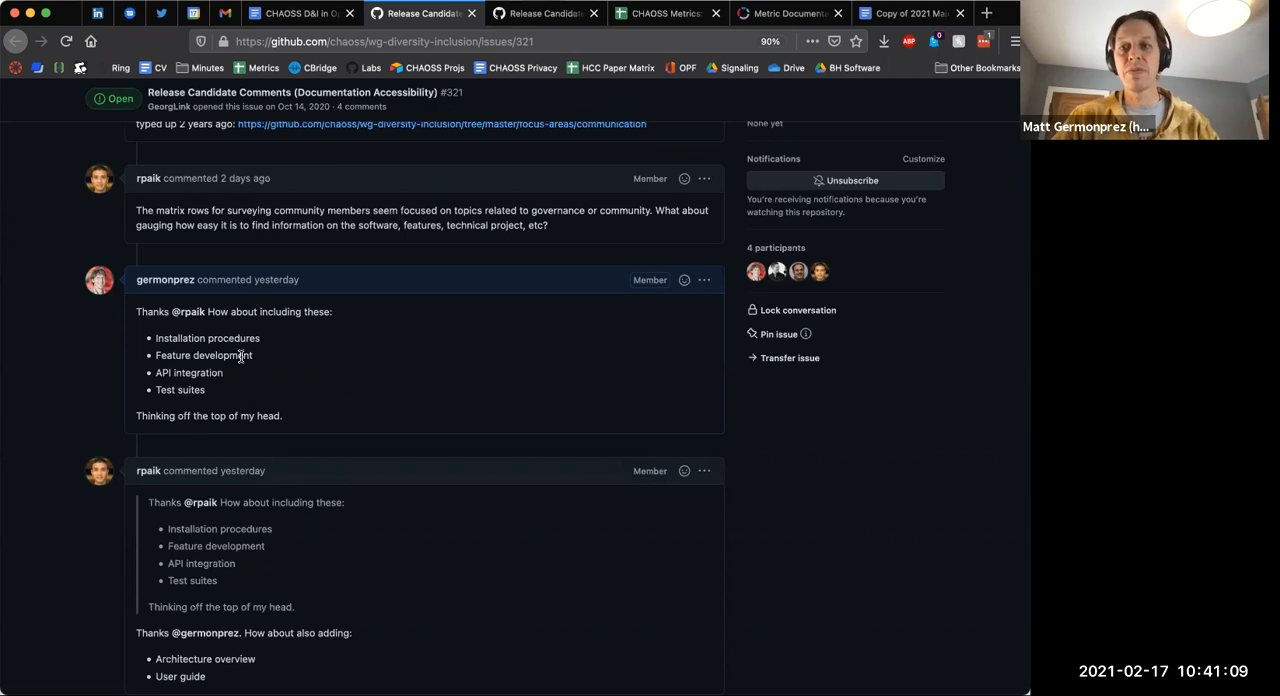 CHAOSS D&I in Op
Release Candidate
Release Candidate
CHAOSS Metrics:
Metric Documenta
Copy of 2021 Mai
https://github.com/chaoss/wg-diversity-inclusion/issues/321
90%
ABP
0
1
Ring
CV
Minutes
Metrics
CBridge
Labs
CHAOSS Projs
CHAOSS Privacy
HCC Paper Matrix
OPF
Signaling
Drive
BH Software
Other Bookmarks
Matt Germonprez (h...
Open
Release Candidate Comments (Documentation Accessibility) #321
GeorgLink opened this issue on Oct 14, 2020 · 4 comments
typed up 2 years ago: https://github.com/chaoss/wg-diversity-inclusion/tree/master/focus-areas/communication
None yet
rpaik commented 2 days ago
Member
The matrix rows for surveying community members seem focused on topics related to governance or community. What about
gauging how easy it is to find information on the software, features, technical project, etc?
Notifications
Customize
Unsubscribe
You're receiving notifications because you're
watching this repository.
4 participants
Lock conversation
Pin issue
Transfer issue
germonprez commented yesterday
Member
Thanks @rpaik How about including these:
Installation procedures
Feature development
API integration
Test suites
Thinking off the top of my head.
rpaik commented yesterday
Member
Thanks @rpaik How about including these:
Installation procedures
Feature development
API integration
Test suites
Thinking off the top of my head.
Thanks @germonprez. How about also adding:
Architecture overview
User guide
2021-02-17 10:41:09